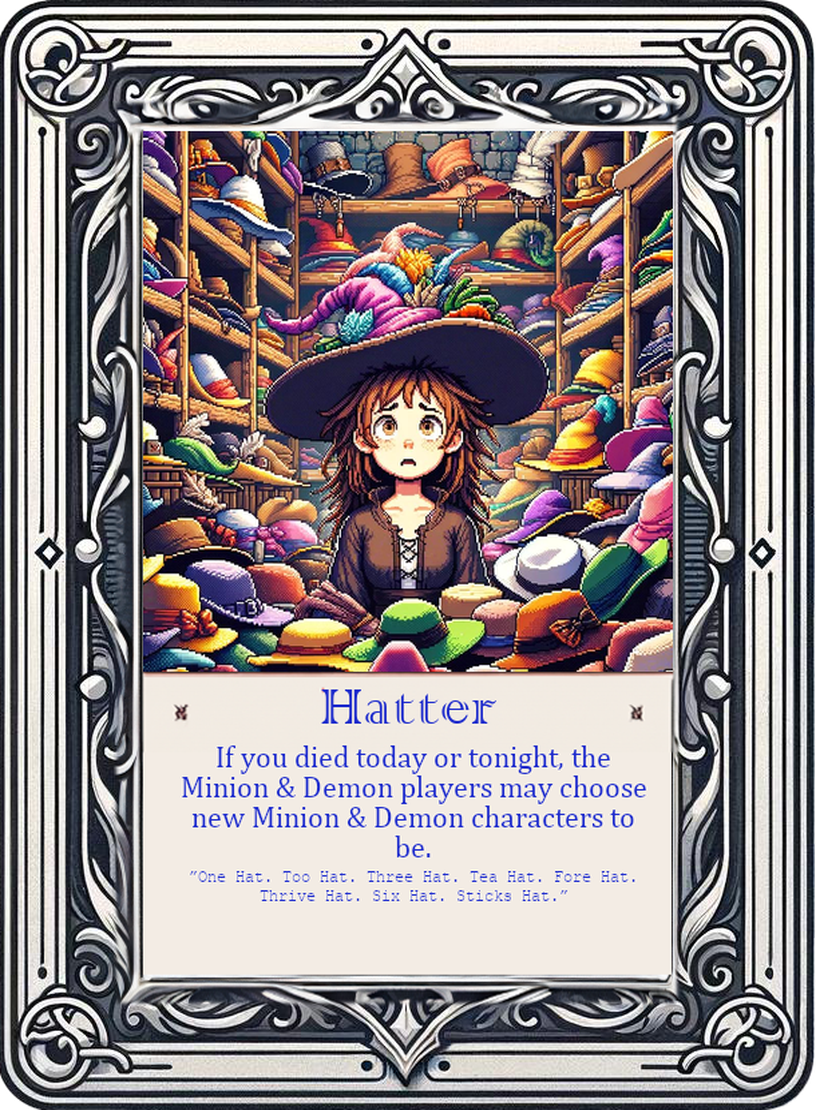 Hatter
If you died today or tonight, the
Minion & Demon players may choose
new Minion & Demon characters to
be.
"One Hat. Too Hat. Three Hat. Tea Hat. Fore Hat.
Thrive Hat. Six Hat. Sticks Hat."